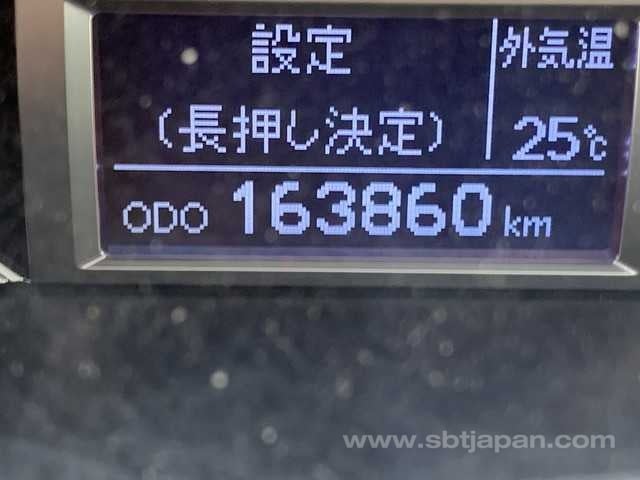 設定
(長押し決定)
外気温
25℃
ODO 163860 km
www.sbtjapan.com